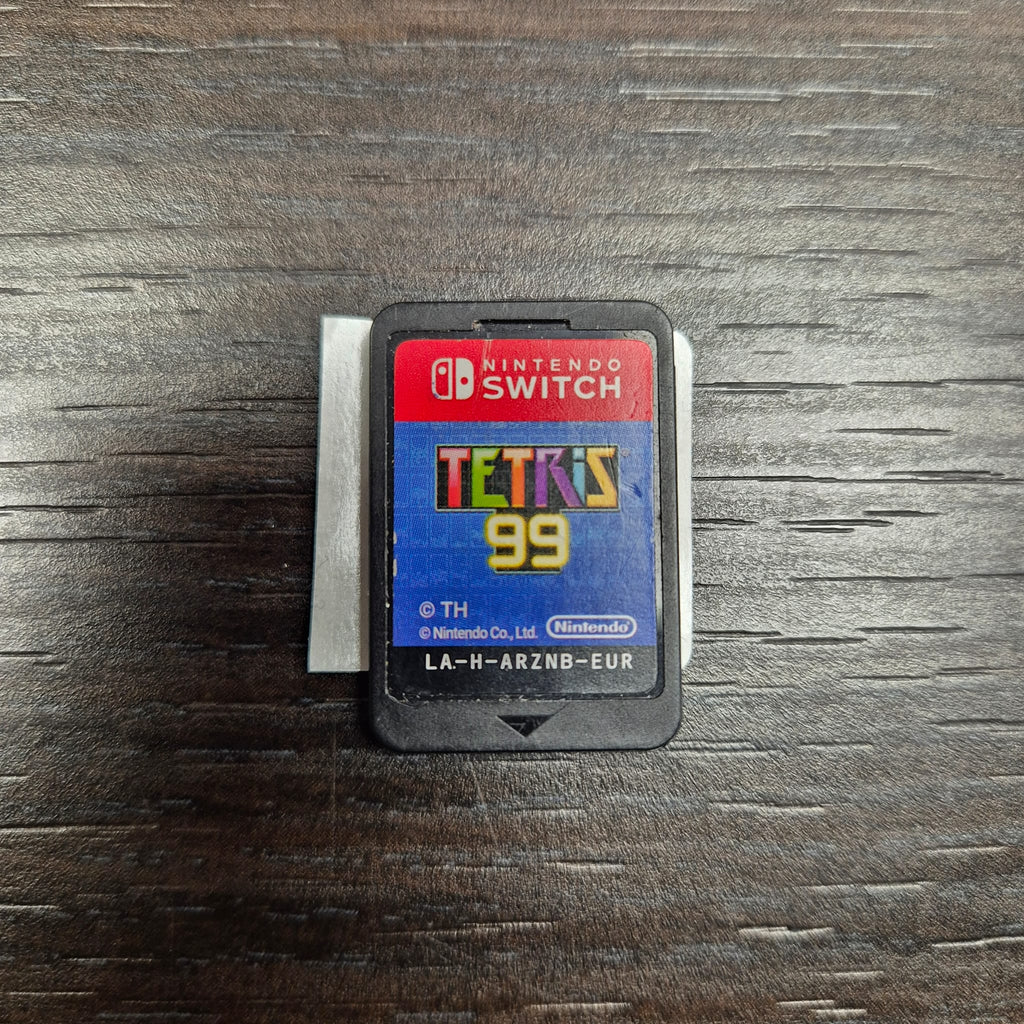 NINTENDO
SWITCH
TETRIS
99
© TH
© Nintendo Co., Ltd. Nintendo
LA-H-ARZNB-EUR